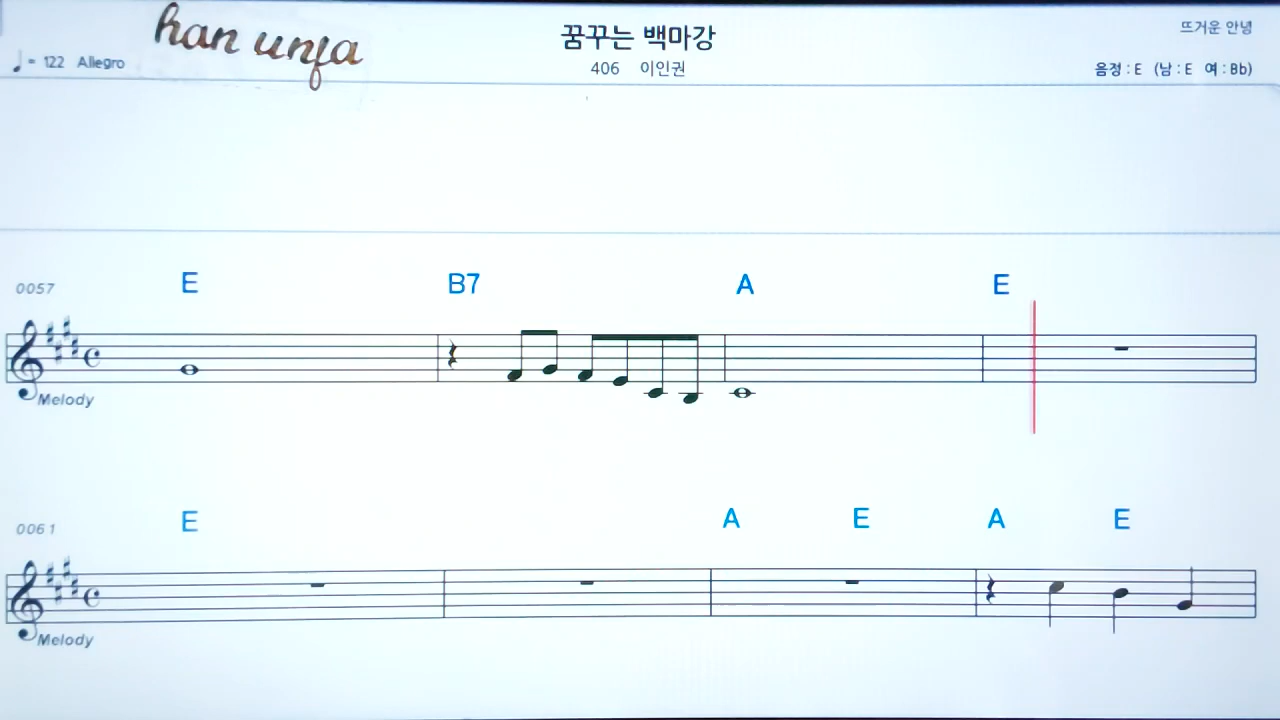 han unja
꿈꾸는 백마강
뜨거운 안녕
♩= 122 Allegro
406 이인권
음정 : E (남 : E 여 : Bb)
0057 E B7 A E
Melody
0061 E A E A E
Melody